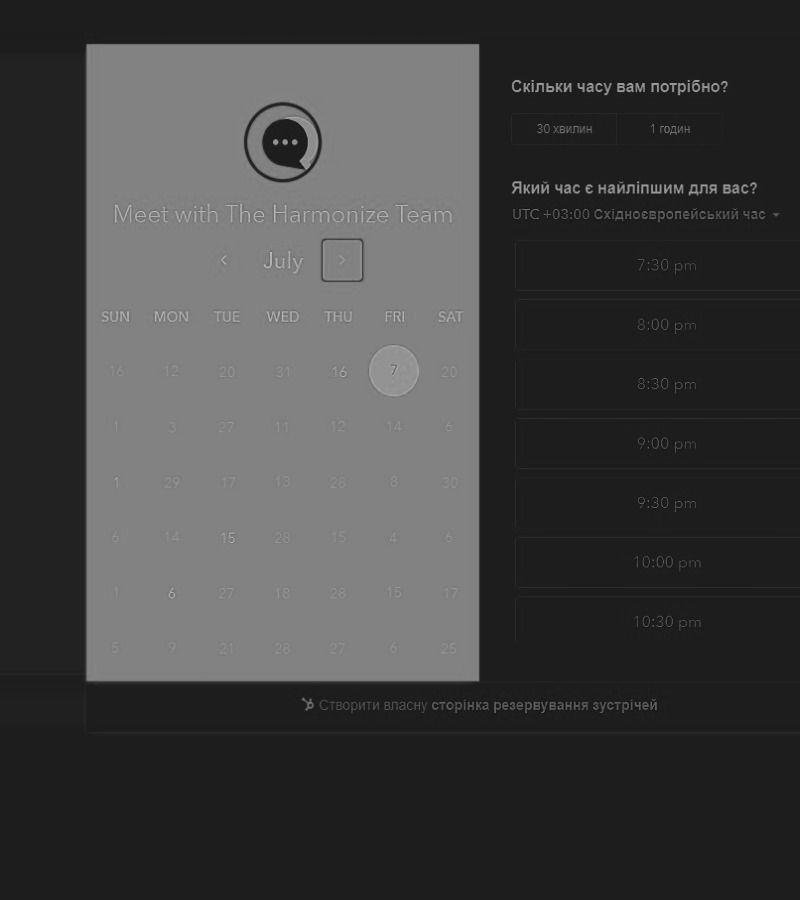 Meet with The Harmonize Team
July
SUN MON TUE WED THU FRI SAT
16 12 20 31 16 7 20
1 3 27 11 12 14 6
1 29 17 13 28 8 30
6 14 15 28 15 4 6
1 6 27 18 28 15 17
5 9 21 28 27 6 25
Скільки часу вам потрібно?
30 хвилин 1 годин
Який час є найліпшим для вас?
UTC +03:00 Східноєвропейський час
7:30 pm
8:00 pm
8:30 pm
9:00 pm
9:30 pm
10:00 pm
10:30 pm
Створити власну сторінка резервування зустрічей